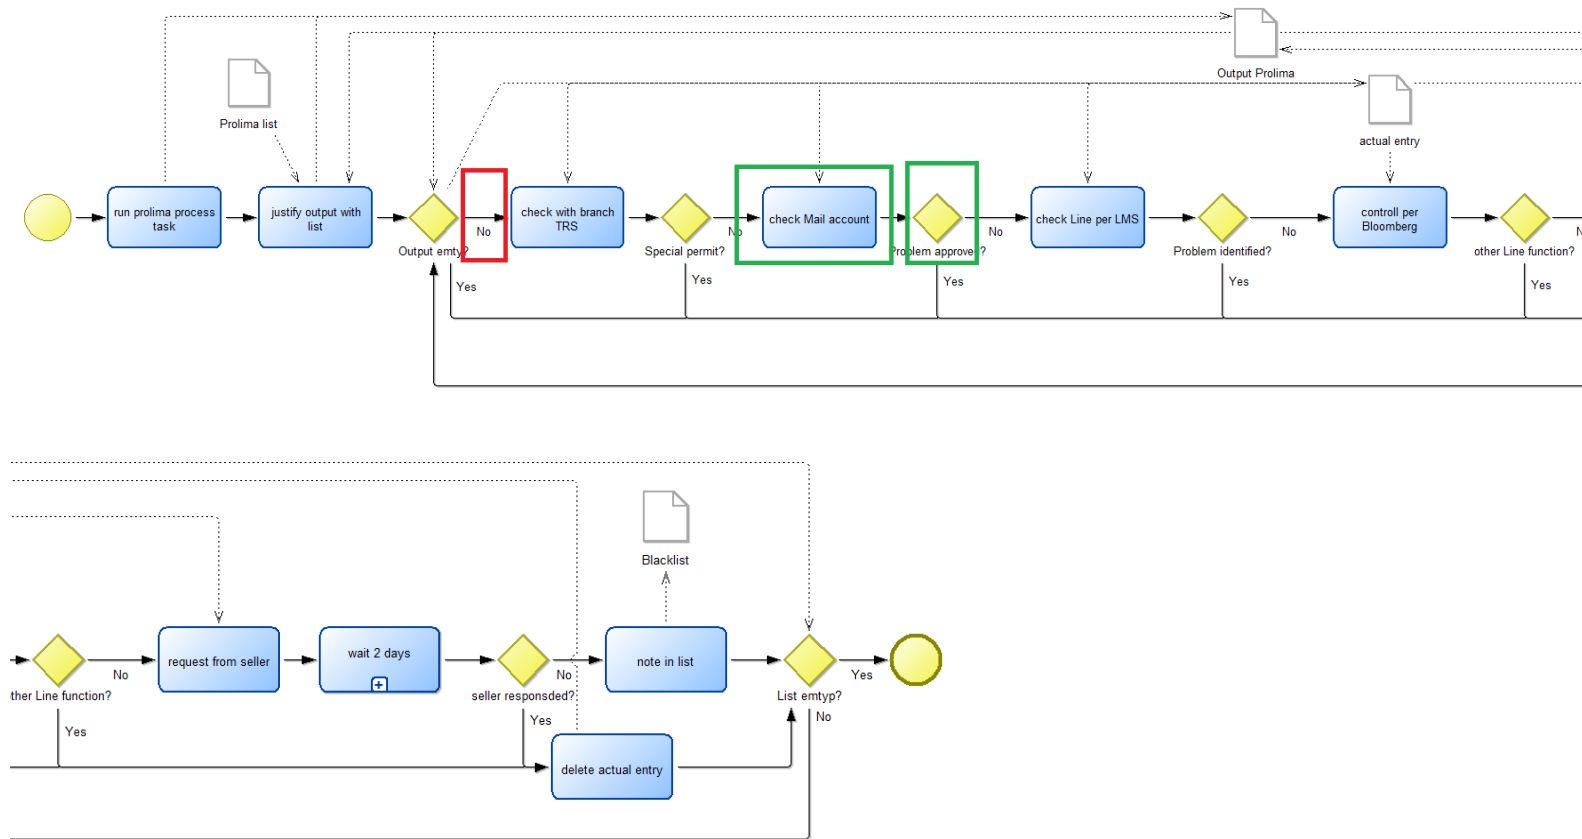 Output Prolima
Prolima list
actual entry
run prolima process
task
justify output with
list
Output emty?
No
Yes
check with branch
TRS
Special permit?
No
Yes
check Mail account
Problem approved?
No
Yes
check Line per LMS
Problem identified?
No
Yes
controll per
Bloomberg
other Line function?
N
Yes
Blacklist
ther Line function?
No
Yes
request from seller
wait 2 days
seller responsded?
No
Yes
note in list
delete actual entry
List emtyp?
Yes
No